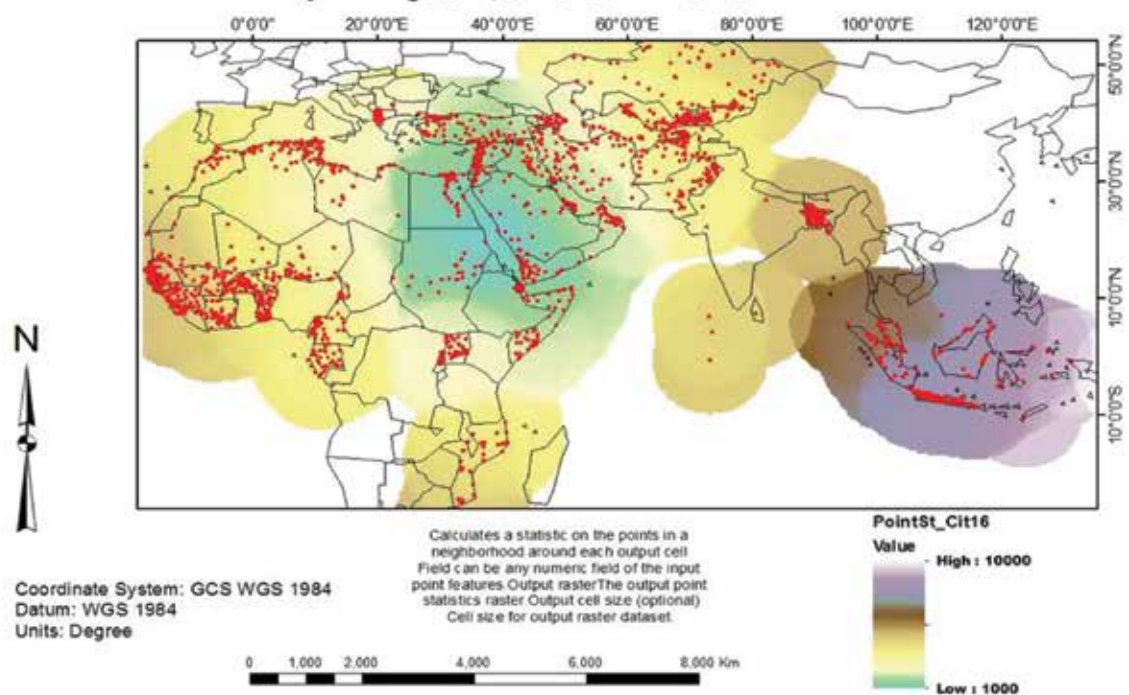 0°0'0"E 20°0'0"E 40°0'0"E 60°0'0"E 80°0'0"E 100°0'0"E 120°0'0"E
50°0'0"N
30°0'0"N
10°0'0"N
10°0'0"S
N
Calculates a statistic on the points in a
neighborhood around each output cell
Field can be any numeric field of the input
point features.Output rasterThe output point
statistics raster.Output cell size (optional)
Cell size for output raster dataset.
Coordinate System: GCS WGS 1984
Datum: WGS 1984
Units: Degree
0 1,000 2,000 4,000 6,000 8,000 Km
PointSt_Cit16
Value
High : 10000
Low : 1000